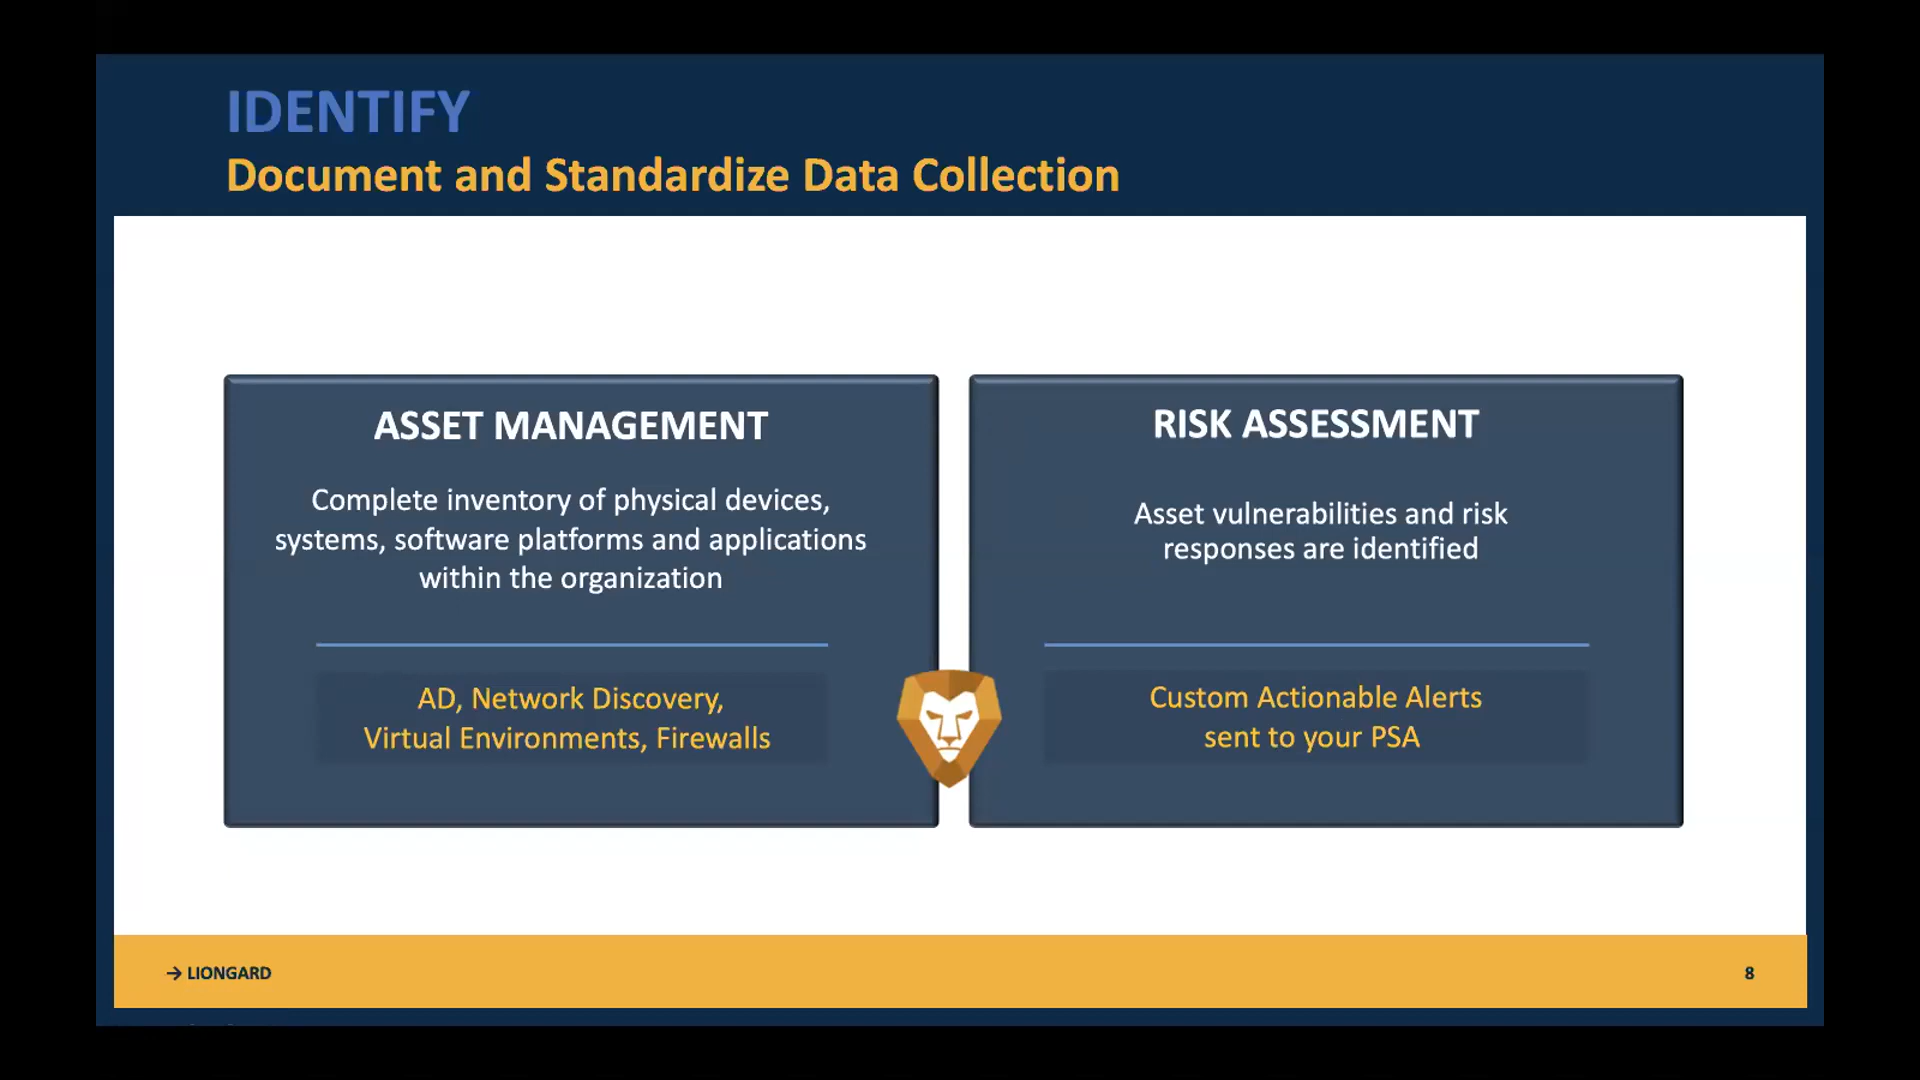 IDENTIFY
Document and Standardize Data Collection
ASSET MANAGEMENT
Complete inventory of physical devices,
systems, software platforms and applications
within the organization
AD, Network Discovery,
Virtual Environments, Firewalls
RISK ASSESSMENT
Asset vulnerabilities and risk
responses are identified
Custom Actionable Alerts
sent to your PSA
→ LIONGARD
8